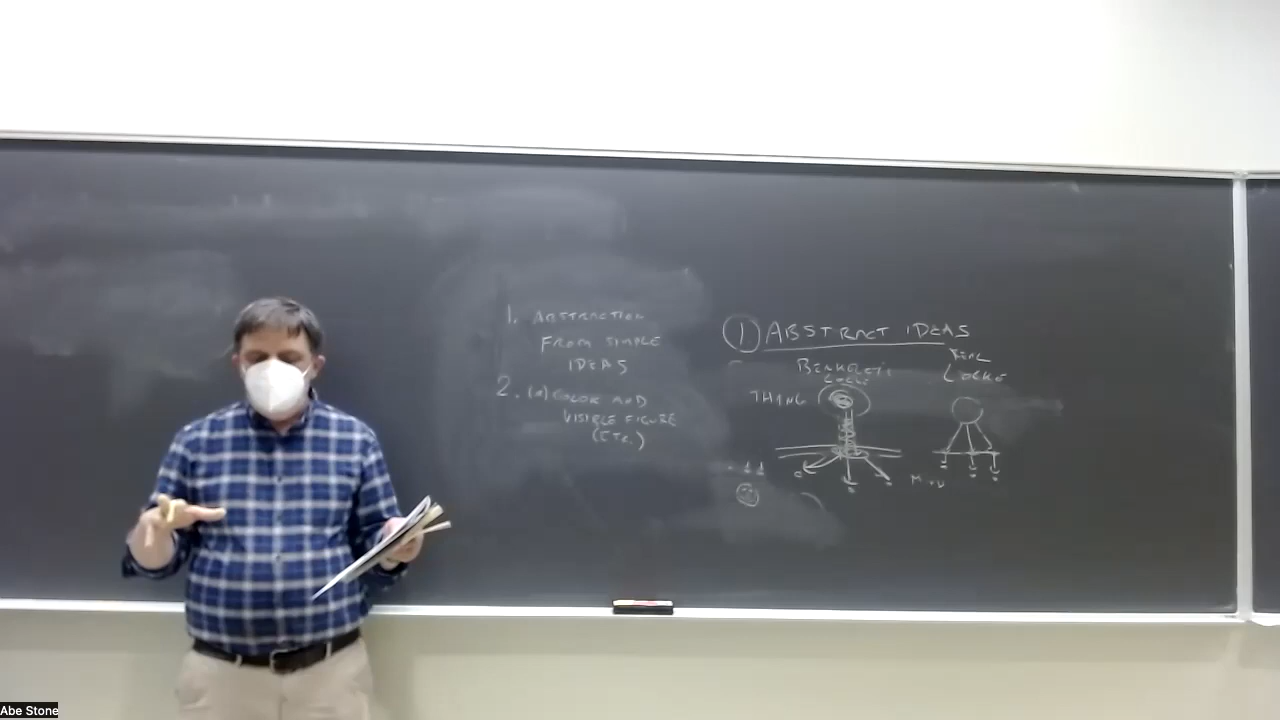 1. ABSTRACTION
FROM SIMPLE
IDEAS
2. (A) COLOR AND
VISIBLE FIGURE
(ETC.)
1 ABSTRACT IDEAS
BERKELEY'S
LOCKE
REAL
LOCKE
THING
MIND
Abe Stone